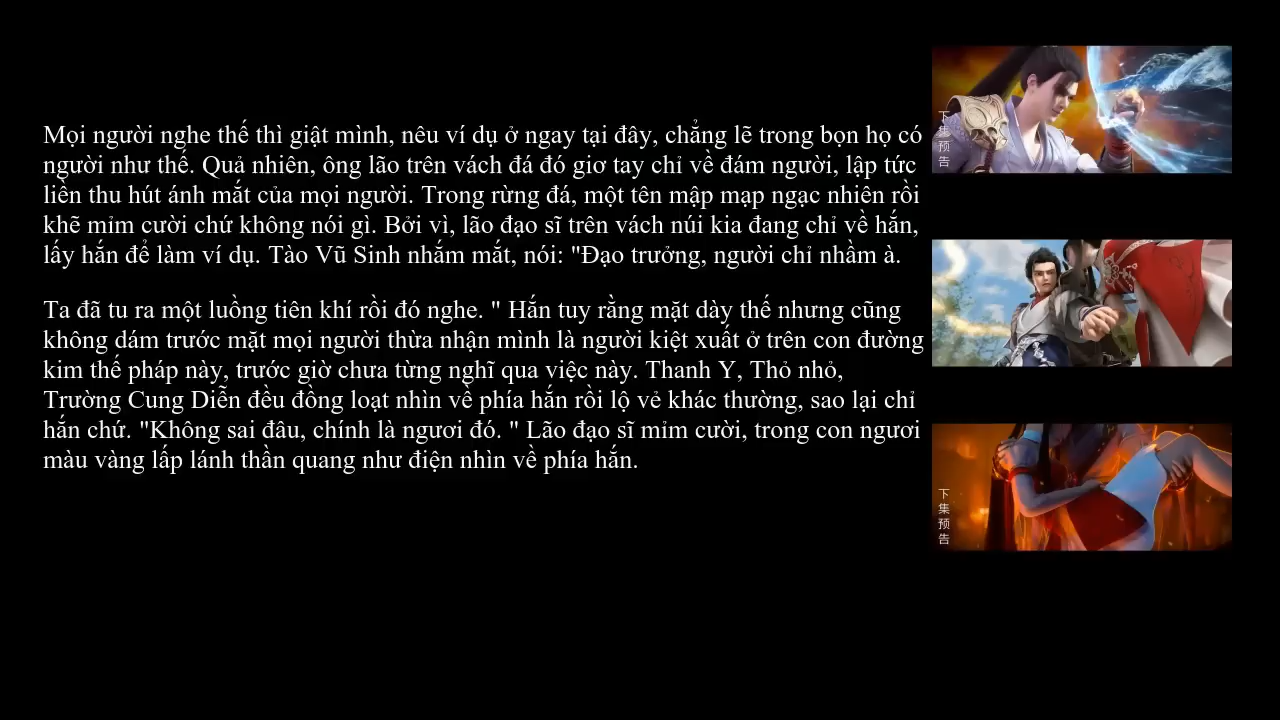 Mọi người nghe thế thì giật mình, nêu ví dụ ở ngay tại đây, chẳng lẽ trong bọn họ có
người như thế. Quả nhiên, ông lão trên vách đá đó giơ tay chỉ về đám người, lập tức
liền thu hút ánh mắt của mọi người. Trong rừng đá, một tên mập mạp ngạc nhiên rồi
khẽ mỉm cười chứ không nói gì. Bởi vì, lão đạo sĩ trên vách núi kia đang chỉ về hắn,
lấy hắn để làm ví dụ. Tào Vũ Sinh nhắm mắt, nói: "Đạo trưởng, người chỉ nhầm à.
Ta đã tu ra một luồng tiên khí rồi đó nghe. " Hắn tuy rằng mặt dày thế nhưng cũng
không dám trước mặt mọi người thừa nhận mình là người kiệt xuất ở trên con đường
kim thế pháp này, trước giờ chưa từng nghĩ qua việc này. Thanh Y, Thỏ nhỏ,
Trường Cung Diễn đều đồng loạt nhìn về phía hắn rồi lộ vẻ khác thường, sao lại chỉ
hắn chứ. "Không sai đâu, chính là ngươi đó. " Lão đạo sĩ mỉm cười, trong con ngươi
màu vàng lấp lánh thần quang như điện nhìn về phía hắn.
下集预告
下集预告